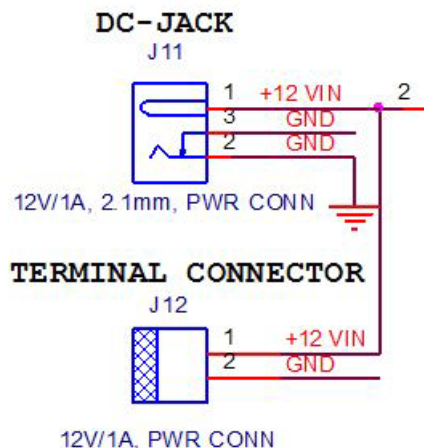 DC-JACK
J11
1 +12 VIN 2
3 GND
2 GND
12V/1A, 2.1mm, PWR CONN
TERMINAL CONNECTOR
J12
1 +12 VIN
2 GND
12V/1A, PWR CONN